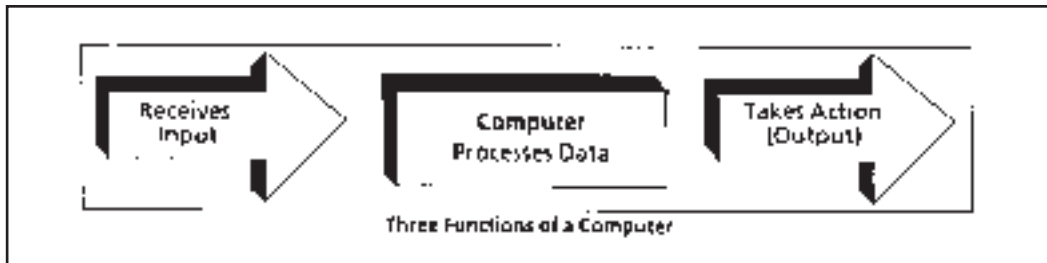 Receives
Input
Computer
Processes Data
Takes Action
(Output)
Three Functions of a Computer